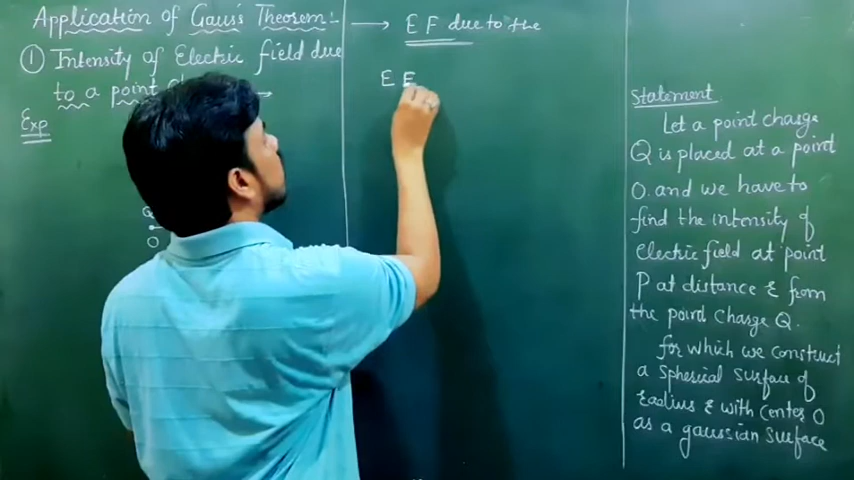 Application of Gauss Theorem:-
① Intensity of Electric field due
to a point
Exp
Q
O
→ E F due to the
E E
Statement
Let a point charge
Q is placed at a point
O. and we have to
find the intensity of
electric field at point
P at distance r from
the point Charge Q.
for which we construct
a Spherical Surface of
radius r with center O
as a gaussian surface